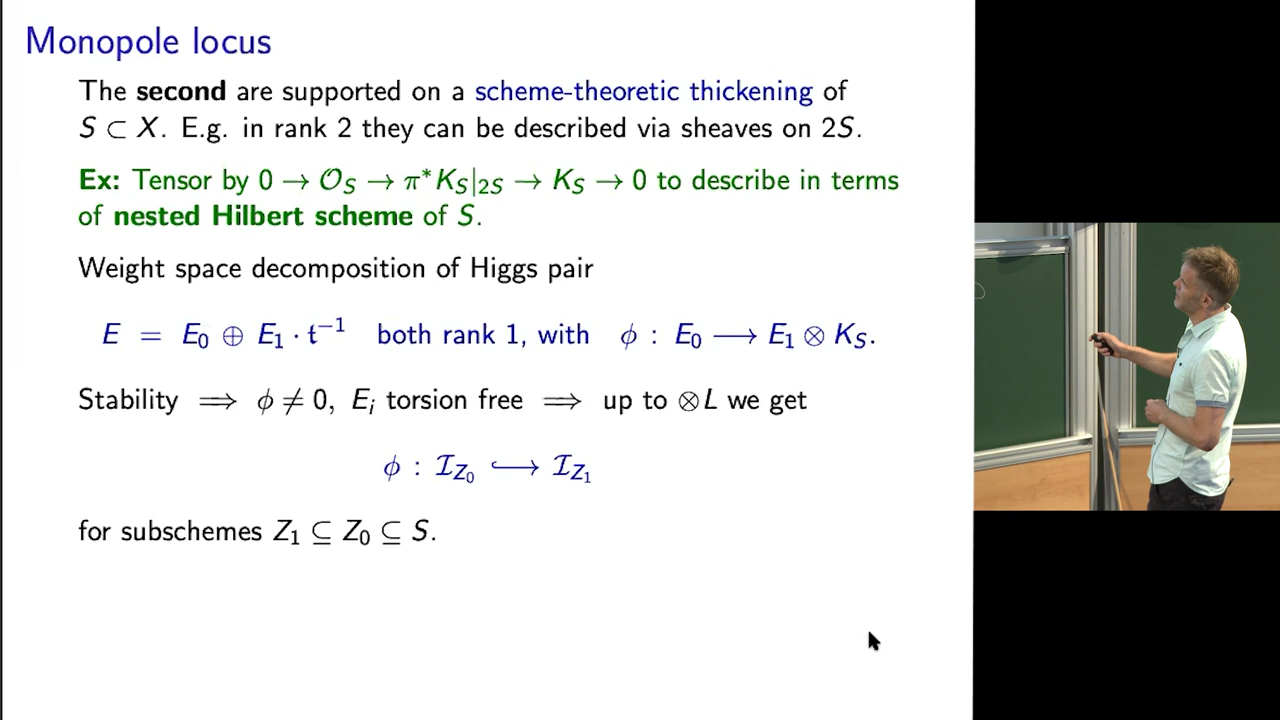 Monopole locus
The second are supported on a scheme-theoretic thickening of
S ⊂ X. E.g. in rank 2 they can be described via sheaves on 2S.
Ex: Tensor by 0 → 𝒪_S → π*K_S|_{2S} → K_S → 0 to describe in terms
of nested Hilbert scheme of S.
Weight space decomposition of Higgs pair
E = E_0 ⊕ E_1 · t^{−1} both rank 1, with ϕ : E_0 ⟶ E_1 ⊗ K_S.
Stability ⟹ ϕ ≠ 0, E_i torsion free ⟹ up to ⊗L we get
ϕ : ℐ_{Z_0} ↪ ℐ_{Z_1}
for subschemes Z_1 ⊆ Z_0 ⊆ S.